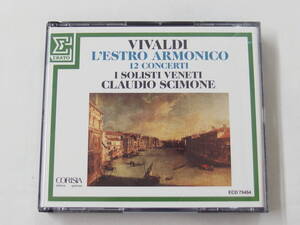 ERATO
VIVALDI
L'ESTRO ARMONICO
12 CONCERTI
I SOLISTI VENETI
CLAUDIO SCIMONE
CORISIA
ECD 75454